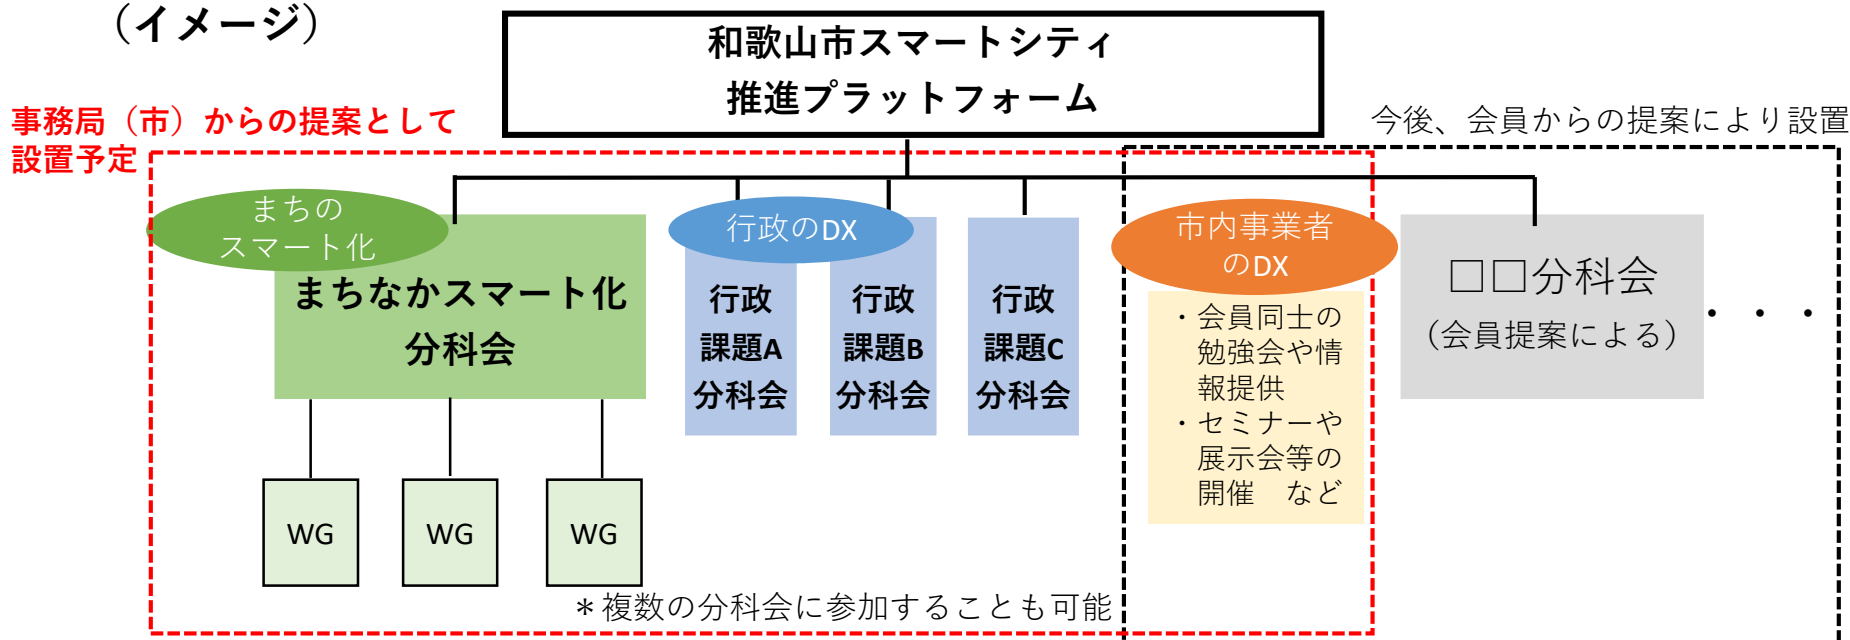 （イメージ）
和歌山市スマートシティ
推進プラットフォーム
事務局（市）からの提案として
設置予定
今後、会員からの提案により設置
まちの
スマート化
まちなかスマート化
分科会
WG
WG
WG
行政のDX
行政
課題A
分科会
行政
課題B
分科会
行政
課題C
分科会
市内事業者
のDX
・会員同士の
勉強会や情
報提供
・セミナーや
展示会等の
開催　など
□□分科会
（会員提案による）
・・・
＊複数の分科会に参加することも可能